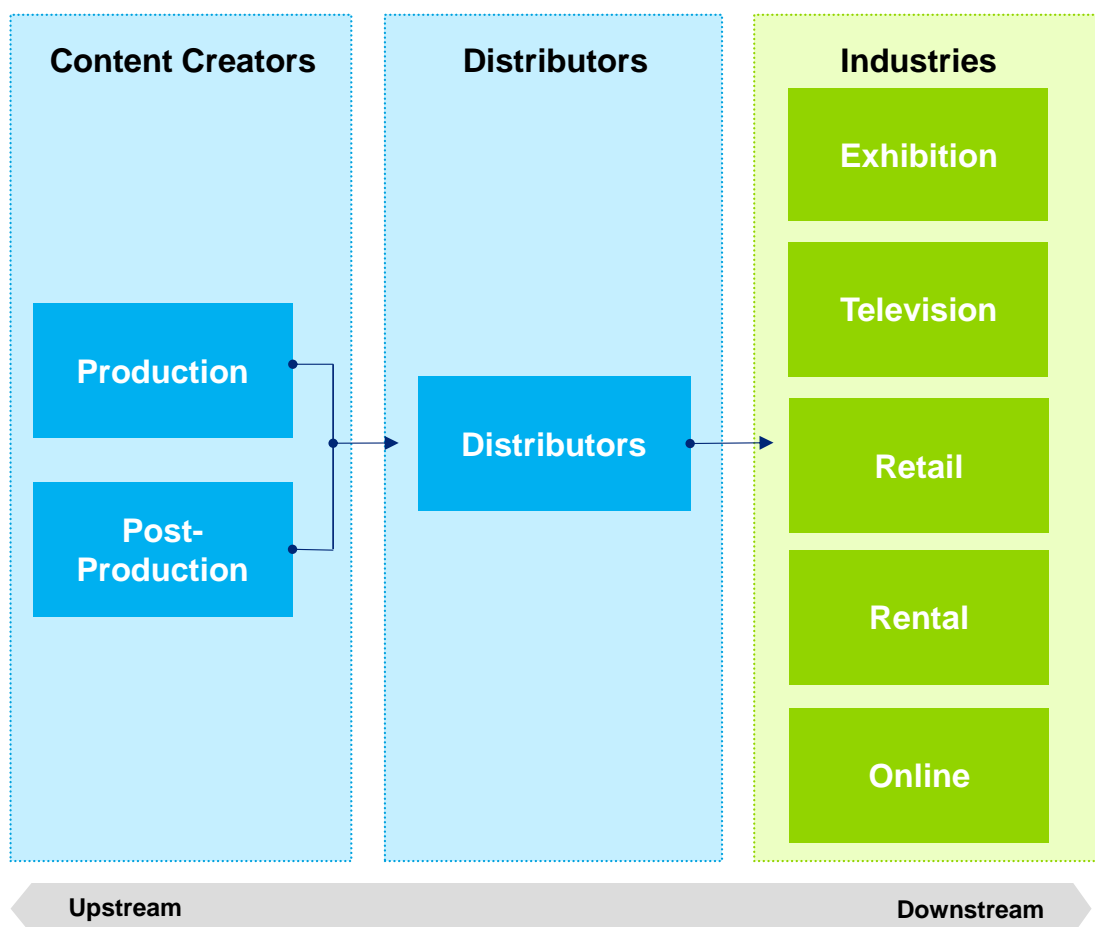 Content Creators
Production
Post-
Production
Distributors
Distributors
Industries
Exhibition
Television
Retail
Rental
Online
Upstream
Downstream